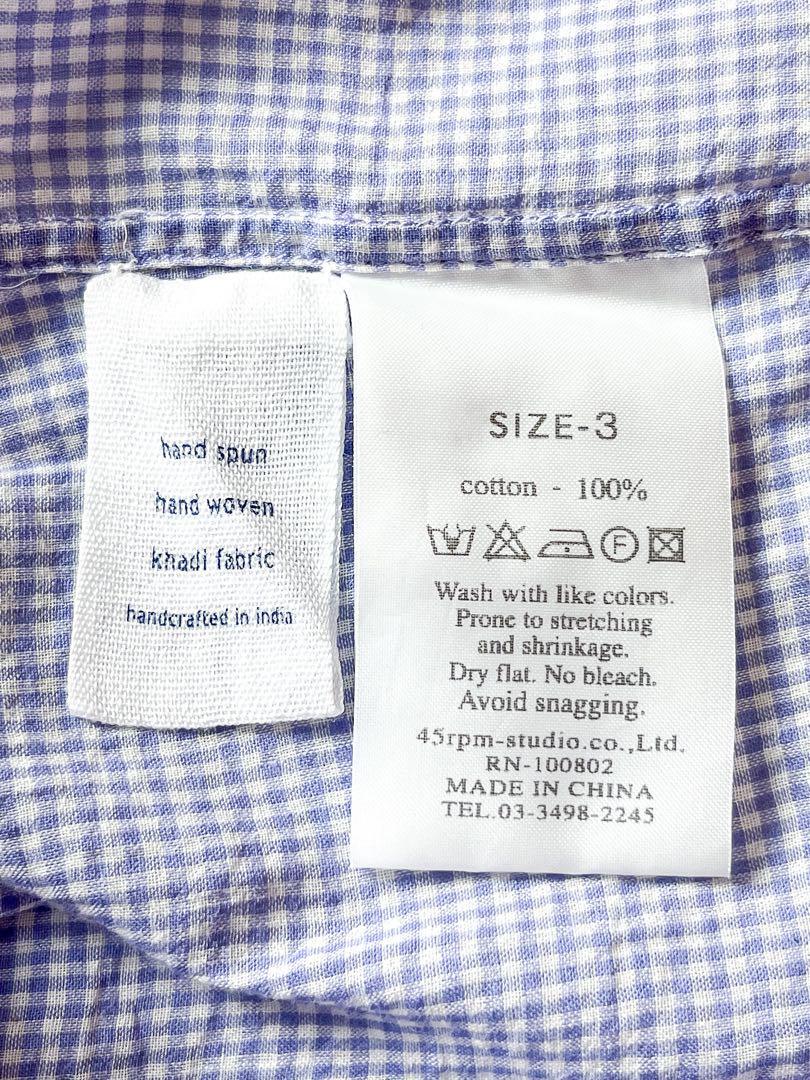 hand spun
hand woven
khadi fabric
handcrafted in india
SIZE-3
cotton - 100%
F
Wash with like colors.
Prone to stretching
and shrinkage.
Dry flat. No bleach.
Avoid snagging.
45rpm-studio.co.,Ltd.
RN-100802
MADE IN CHINA
TEL.03-3498-2245